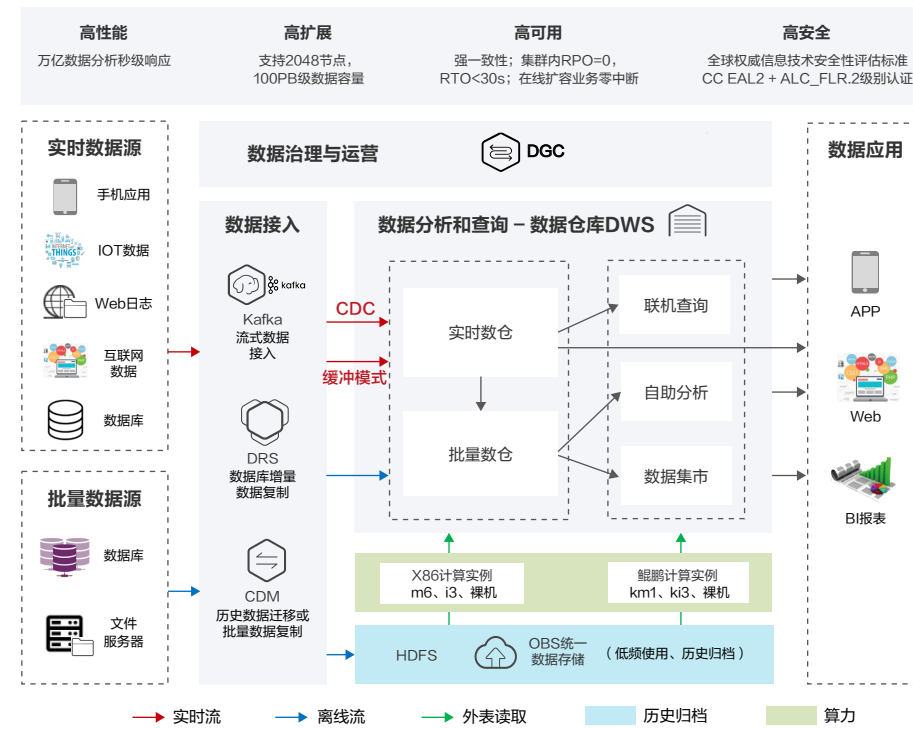 高性能
万亿数据分析秒级响应
高扩展
支持2048节点，
100PB级数据容量
高可用
强一致性；集群内RPO=0，
RTO<30s；在线扩容业务零中断
高安全
全球权威信息技术安全性评估标准
CC EAL2 + ALC_FLR.2级别认证
实时数据源
手机应用
INTERNET OF THINGS
IOT数据
Web日志
互联网
数据
数据库
批量数据源
数据库
文件
服务器
数据治理与运营
DGC
数据接入
kafka
Kafka
流式数据
接入
DRS
数据库增量
数据复制
CDM
历史数据迁移或
批量数据复制
CDC
缓冲模式
数据分析和查询 – 数据仓库DWS
实时数仓
批量数仓
联机查询
自助分析
数据集市
X86计算实例
m6、i3、裸机
鲲鹏计算实例
km1、ki3、裸机
HDFS
OBS统一
数据存储
（低频使用、历史归档）
数据应用
APP
Web
BI报表
实时流
离线流
外表读取
历史归档
算力